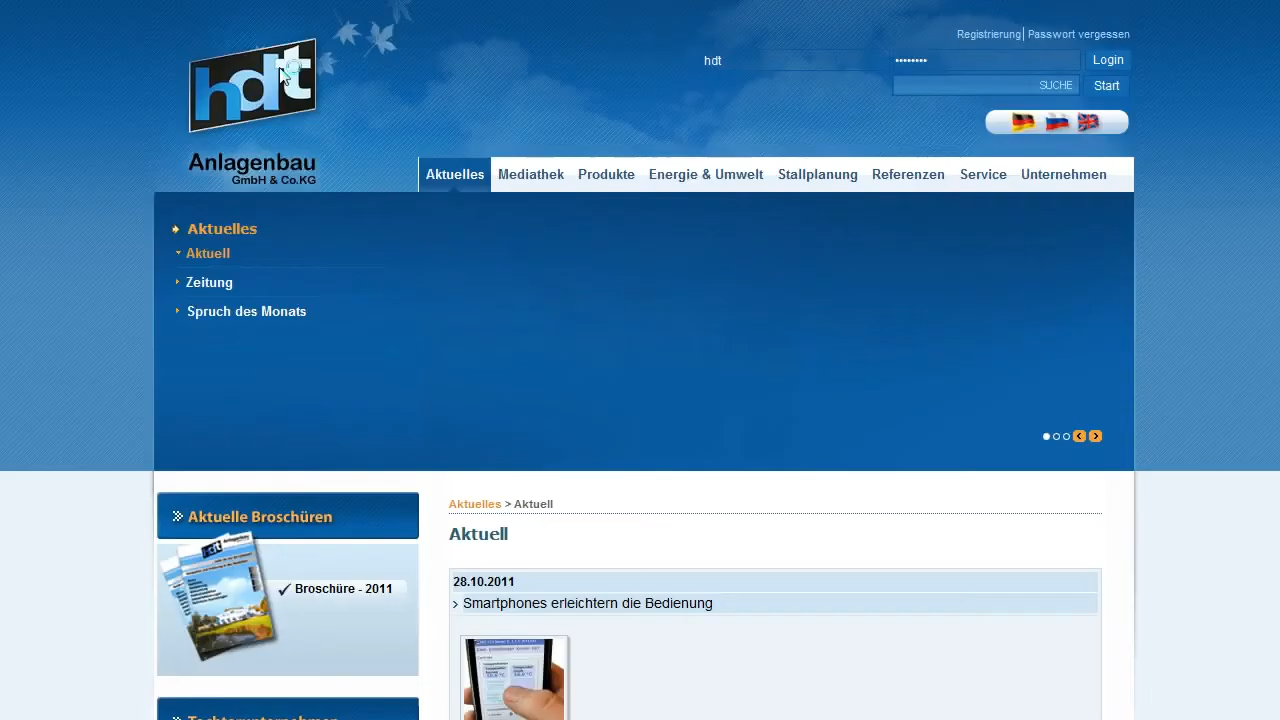 Registrierung| Passwort vergessen
hdt
hdt •••••••• Login
SUCHE Start
Anlagenbau
GmbH & Co.KG
Aktuelles Mediathek Produkte Energie & Umwelt Stallplanung Referenzen Service Unternehmen
Aktuelles
Aktuell
Zeitung
Spruch des Monats
Aktuelle Broschüren
Broschüre - 2011
Aktuelles > Aktuell
Aktuell
28.10.2011
Smartphones erleichtern die Bedienung
Tochterunternehmen